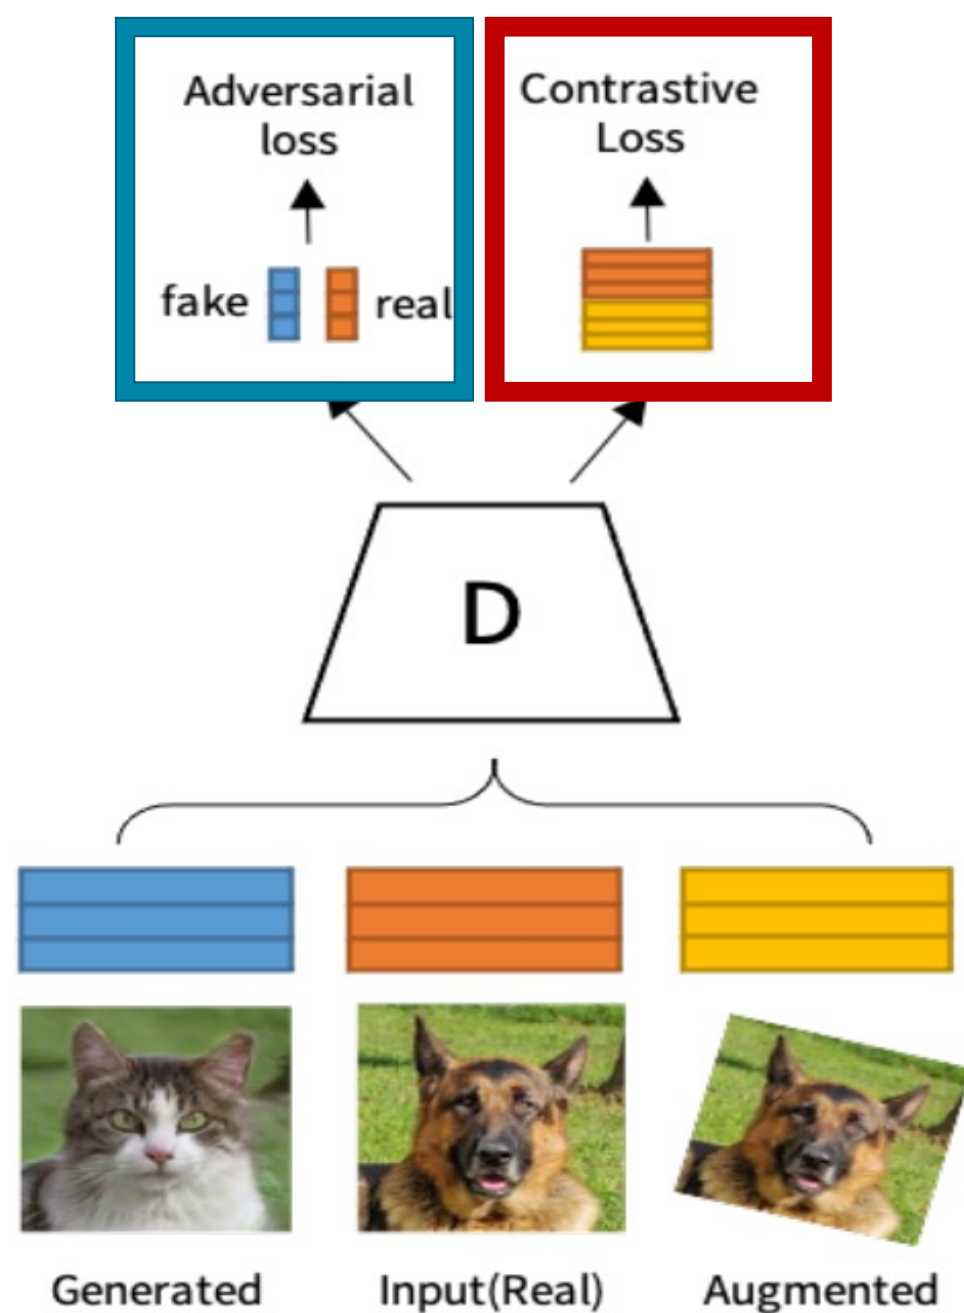 Adversarial
loss
Contrastive
Loss
fake
real
D
Generated
Input(Real)
Augmented